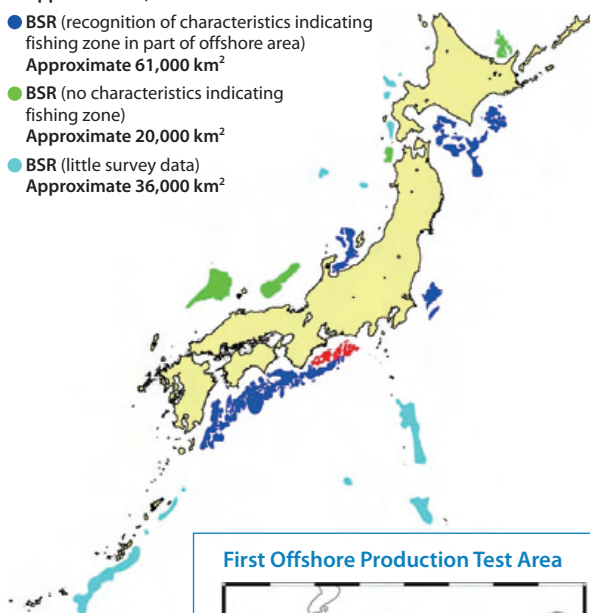 BSR (recognition of characteristics indicating
fishing zone in part of offshore area)
Approximate 61,000 km²
BSR (no characteristics indicating
fishing zone)
Approximate 20,000 km²
BSR (little survey data)
Approximate 36,000 km²
First Offshore Production Test Area